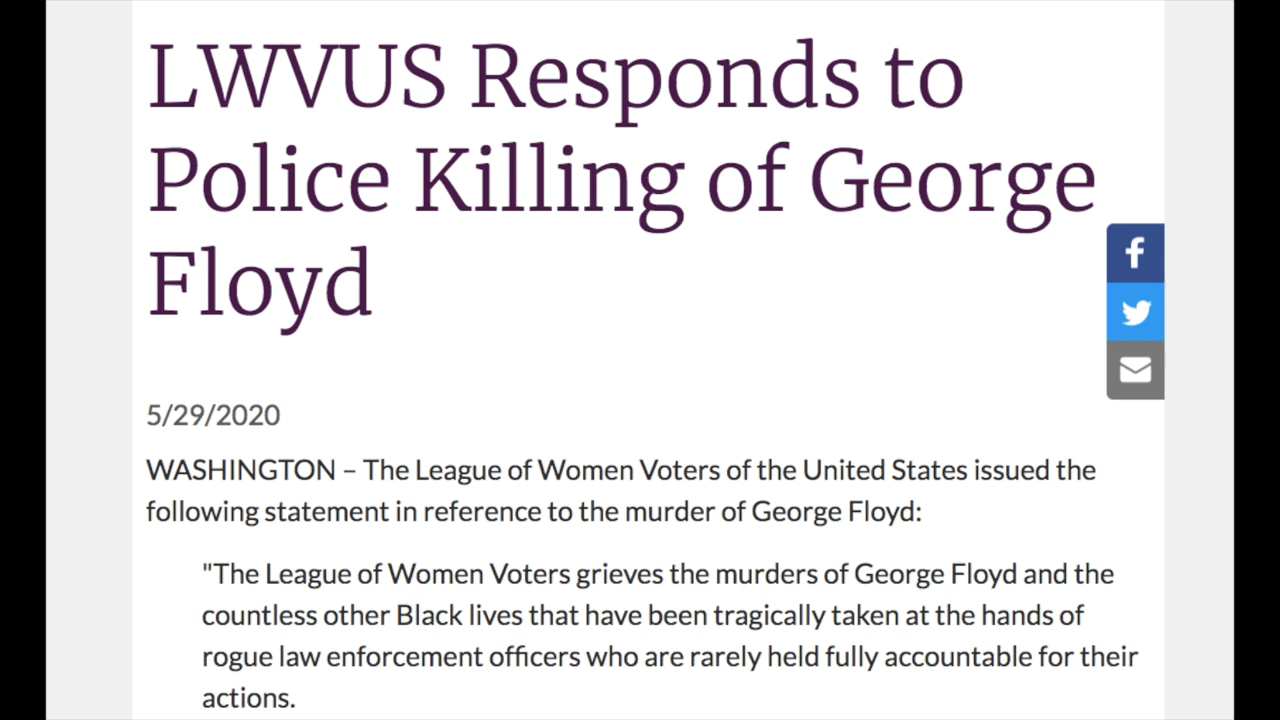 LWVUS Responds to
Police Killing of George
Floyd
5/29/2020
WASHINGTON – The League of Women Voters of the United States issued the
following statement in reference to the murder of George Floyd:
"The League of Women Voters grieves the murders of George Floyd and the
countless other Black lives that have been tragically taken at the hands of
rogue law enforcement officers who are rarely held fully accountable for their
actions.